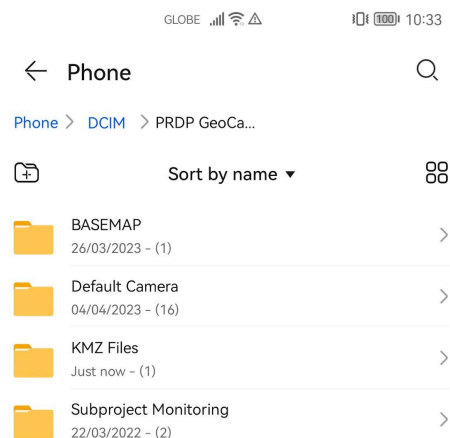 GLOBE 100 10:33
Phone
Phone > DCIM > PRDP GeoCa...
Sort by name
BASEMAP
26/03/2023 - (1)
Default Camera
04/04/2023 - (16)
KMZ Files
Just now - (1)
Subproject Monitoring
22/03/2022 - (2)